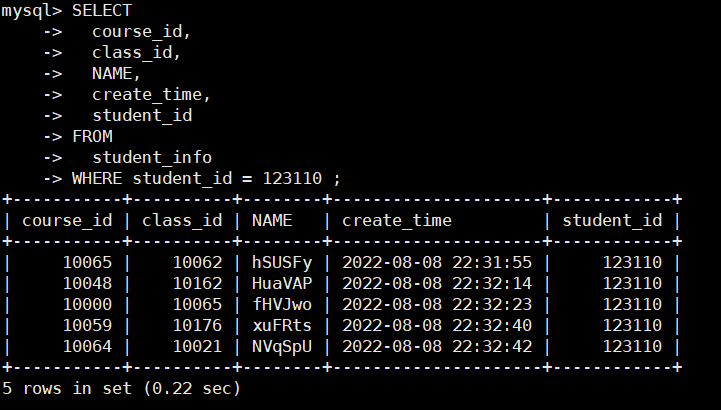 mysql> SELECT
    ->   course_id,
    ->   class_id,
    ->   NAME,
    ->   create_time,
    ->   student_id
    -> FROM
    ->   student_info
    -> WHERE student_id = 123110 ;
+-----------+----------+--------+---------------------+------------+
| course_id | class_id | NAME   | create_time         | student_id |
+-----------+----------+--------+---------------------+------------+
|     10065 |    10062 | hSUSFy | 2022-08-08 22:31:55 |     123110 |
|     10048 |    10162 | HuaVAP | 2022-08-08 22:32:14 |     123110 |
|     10000 |    10065 | fHVJwo | 2022-08-08 22:32:23 |     123110 |
|     10059 |    10176 | xuFRts | 2022-08-08 22:32:40 |     123110 |
|     10064 |    10021 | NVqSpU | 2022-08-08 22:32:42 |     123110 |
+-----------+----------+--------+---------------------+------------+
5 rows in set (0.22 sec)